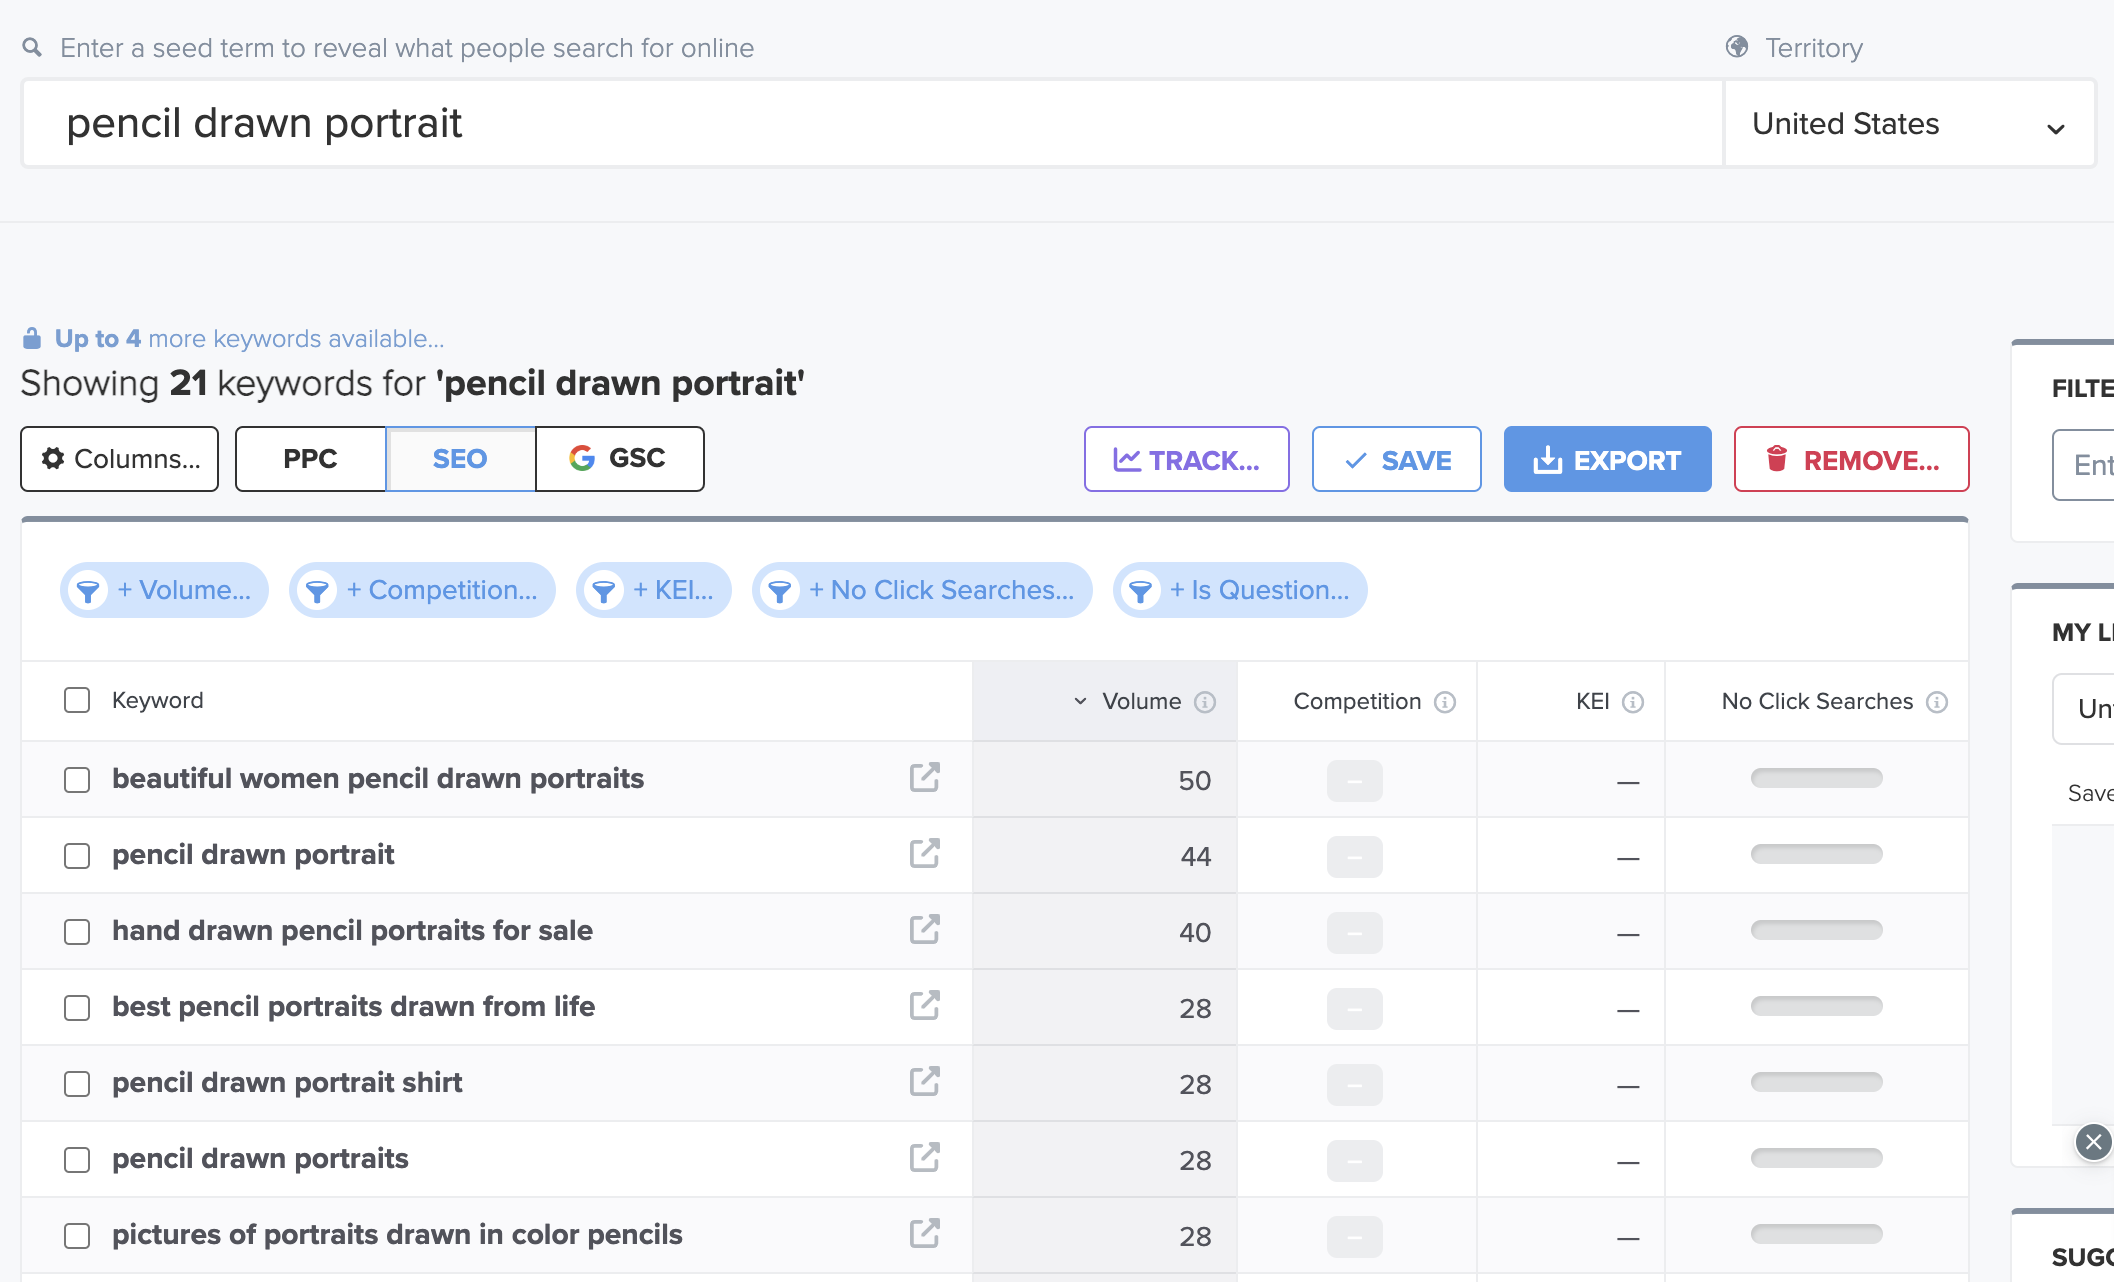 Enter a seed term to reveal what people search for online
Territory
pencil drawn portrait
United States
Up to 4 more keywords available...
Showing 21 keywords for 'pencil drawn portrait'
Columns...
PPC
SEO
GSC
TRACK...
SAVE
EXPORT
REMOVE...
+ Volume...
+ Competition...
+ KEI...
+ No Click Searches...
+ Is Question...
Keyword
Volume
Competition
KEI
No Click Searches
beautiful women pencil drawn portraits 50 – —
pencil drawn portrait 44 – —
hand drawn pencil portraits for sale 40 – —
best pencil portraits drawn from life 28 – —
pencil drawn portrait shirt 28 – —
pencil drawn portraits 28 – —
pictures of portraits drawn in color pencils 28 – —
FILTE
Ent
MY LI
Save